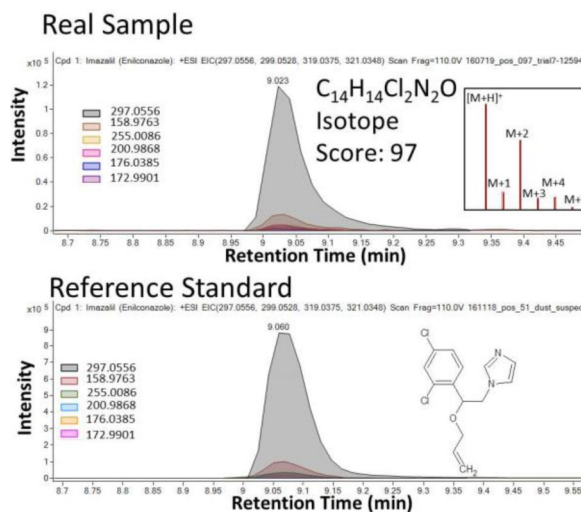 Real Sample
x10 ⁵ Cpd 1: Imazalil (Enilconazole): +ESI EIC(297.0556, 299.0528, 319.0375, 321.0348) Scan Frag=110.0V 160719_pos_097_trial7-12594
9.023
C₁₄H₁₄Cl₂N₂O
Isotope
Score: 97
297.0556
158.9763
255.0086
200.9868
176.0385
172.9901
[M+H]⁺
M+2
M+1
M+3
M+4
Intensity
1.2
1
0.8
0.6
0.4
0.2
0
8.7 8.75 8.8 8.85 8.9 8.95 9 9.05 9.1 9.15 9.2 9.25 9.3 9.35 9.4 9.45
Retention Time (min)
Reference Standard
x10 ⁵ Cpd 1: Imazalil (Enilconazole): +ESI EIC(297.0556, 299.0528, 319.0375, 321.0348) Scan Frag=110.0V 161118_pos_51_dust_suspec
9.060
297.0556
158.9763
255.0086
200.9868
176.0385
172.9901
Cl
Cl
N
N
O
CH₂
Intensity
9
8
7
6
5
4
3
2
1
0
8.7 8.75 8.8 8.85 8.9 8.95 9 9.05 9.1 9.15 9.2 9.25 9.3 9.35 9.4 9.45 9.5 9.55
Retention Time (min)